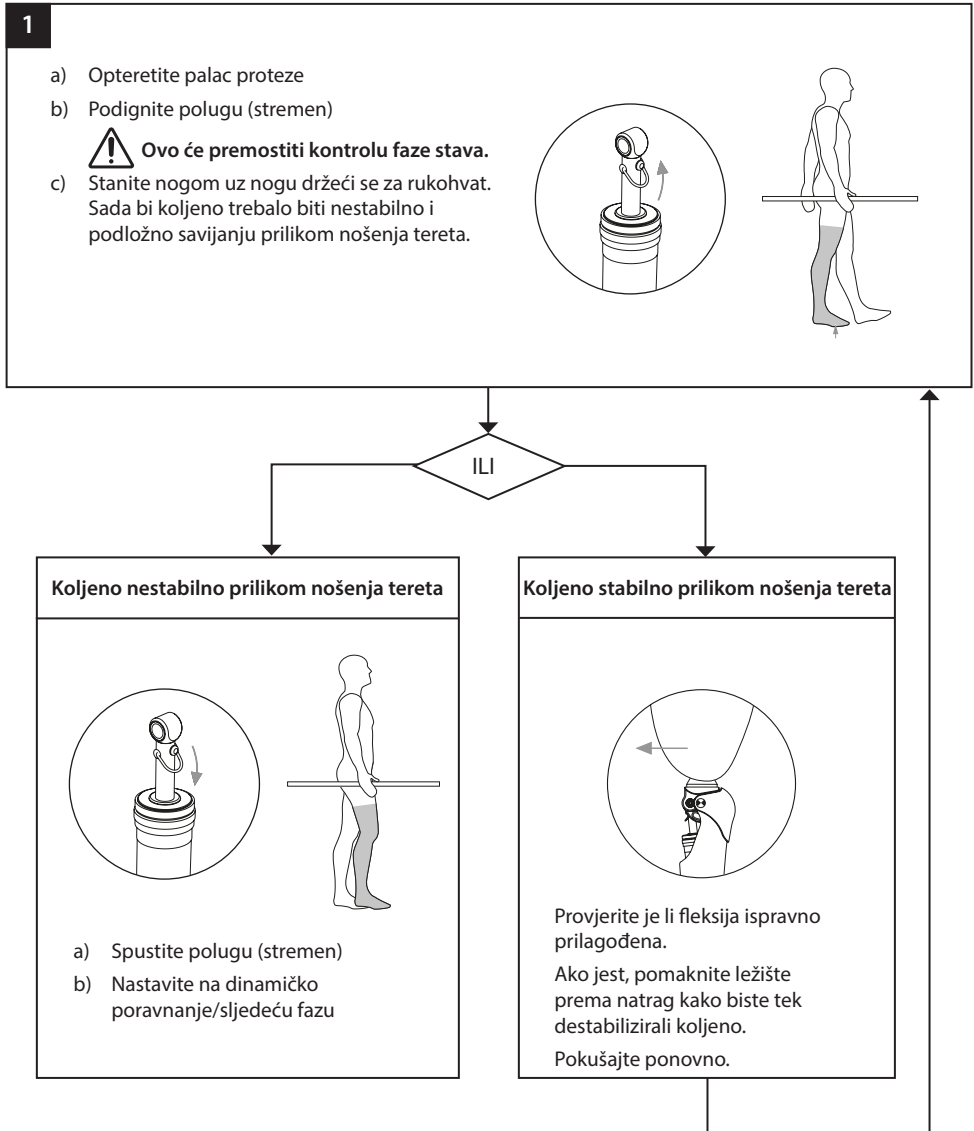 1
a) Opteretite palac proteze
b) Podignite polugu (stremen)
Ovo će premostiti kontrolu faze stava.
c) Stanite nogom uz nogu držeći se za rukohvat.
Sada bi koljeno trebalo biti nestabilno i
podložno savijanju prilikom nošenja tereta.
ILI
Koljeno nestabilno prilikom nošenja tereta
a) Spustite polugu (stremen)
b) Nastavite na dinamičko
poravnanje/sljedeću fazu
Koljeno stabilno prilikom nošenja tereta
Provjerite je li fleksija ispravno
prilagođena.
Ako jest, pomaknite ležište
prema natrag kako biste tek
destabilizirali koljeno.
Pokušajte ponovno.